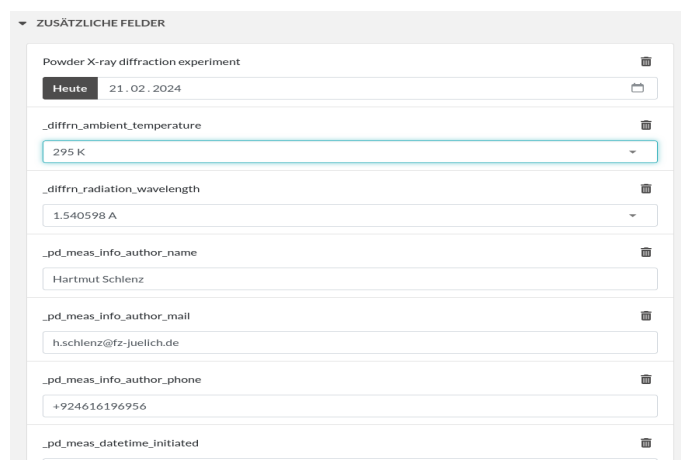 ZUSÄTZLICHE FELDER
Powder X-ray diffraction experiment
Heute 21.02.2024
_diffrn_ambient_temperature
295 K
_diffrn_radiation_wavelength
1.540598 A
_pd_meas_info_author_name
Hartmut Schlenz
_pd_meas_info_author_mail
h.schlenz@fz-juelich.de
_pd_meas_info_author_phone
+924616196956
_pd_meas_datetime_initiated